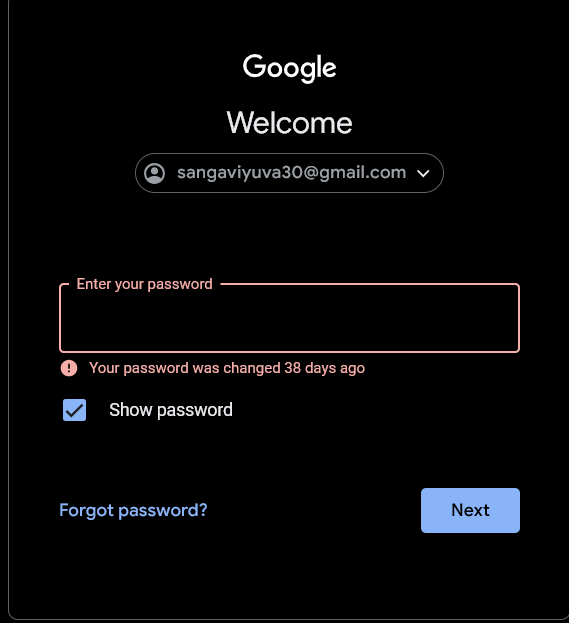 Google
Welcome
sangaviyuva30@gmail.com
Enter your password
Your password was changed 38 days ago
Show password
Forgot password?
Next